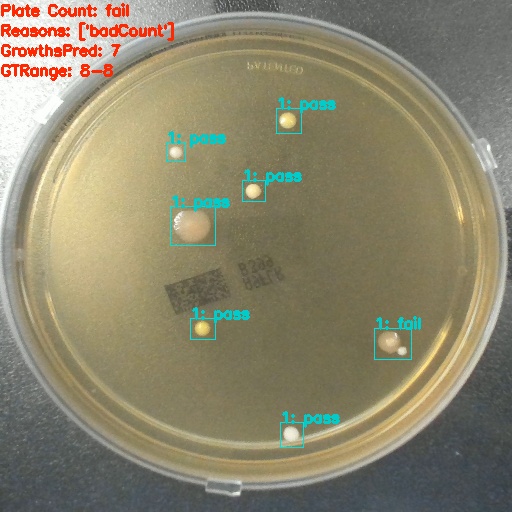 Plate Count: fail
Reasons: ['badCount']
GrowthsPred: 7
GTRange: 8-8
PATENTED
1: pass
1: pass
1: pass
1: pass
1: pass
1: fail
1: pass